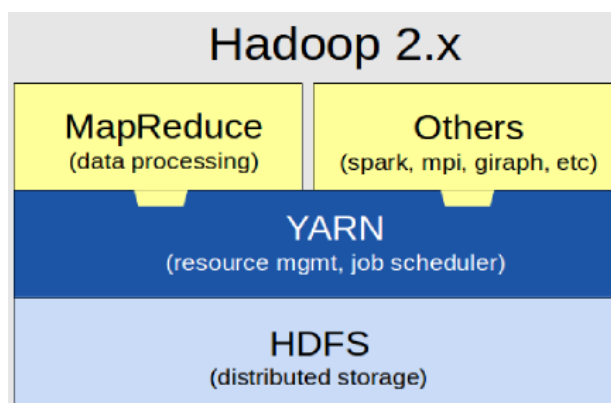 Hadoop 2.x
MapReduce
(data processing)
Others
(spark, mpi, giraph, etc)
YARN
(resource mgmt, job scheduler)
HDFS
(distributed storage)